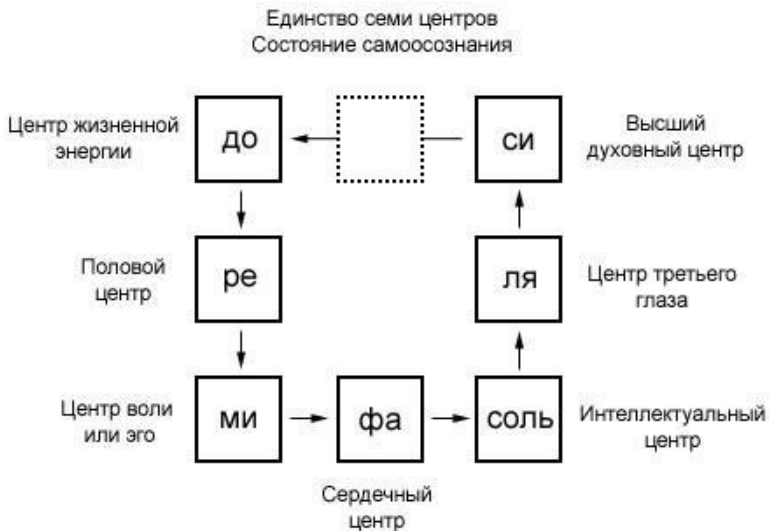 Единство семи центров
Состояние самоосознания
Центр жизненной
энергии
до
си
Высший
духовный центр
Половой
центр
ре
ля
Центр третьего
глаза
Центр воли
или эго
ми
фа
соль
Интеллектуальный
центр
Сердечный
центр